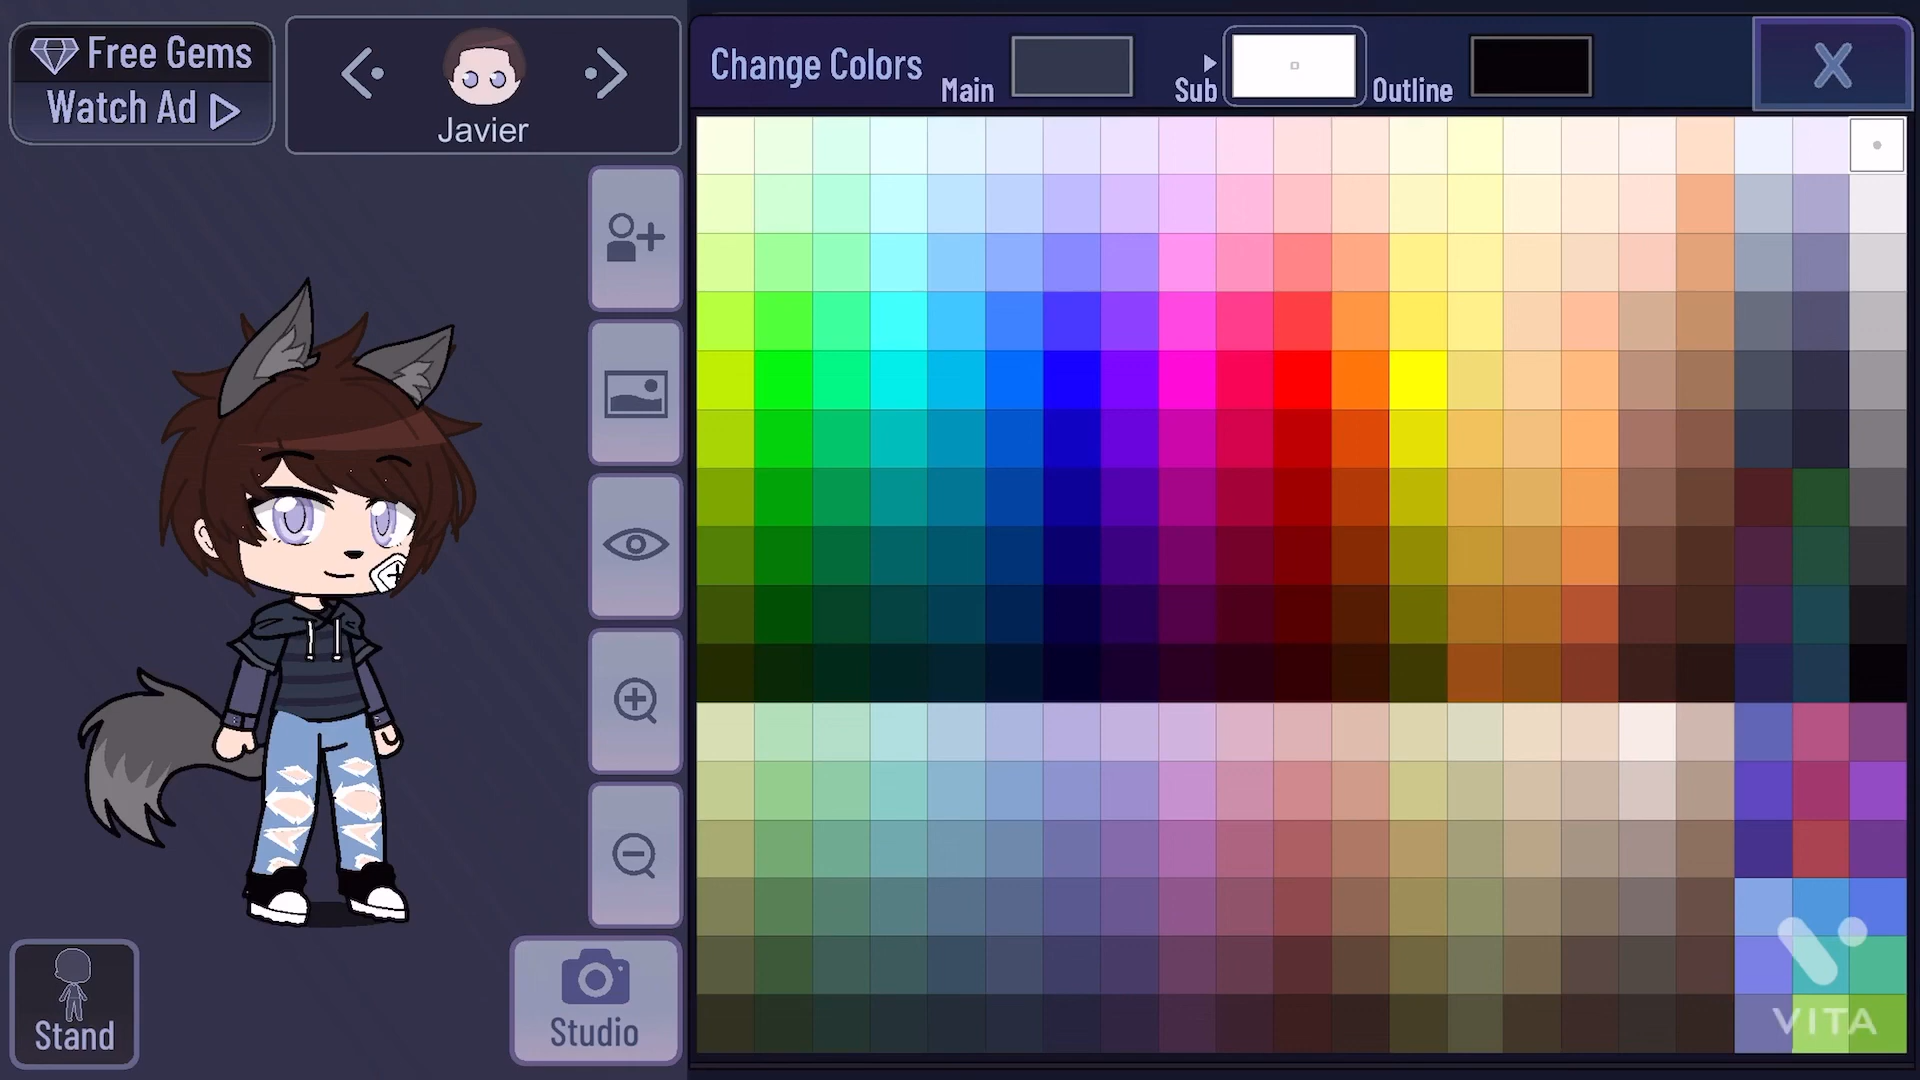 Free Gems
Watch Ad
Javier
Change Colors
Main
Sub
Outline
X
Stand
Studio
VITA